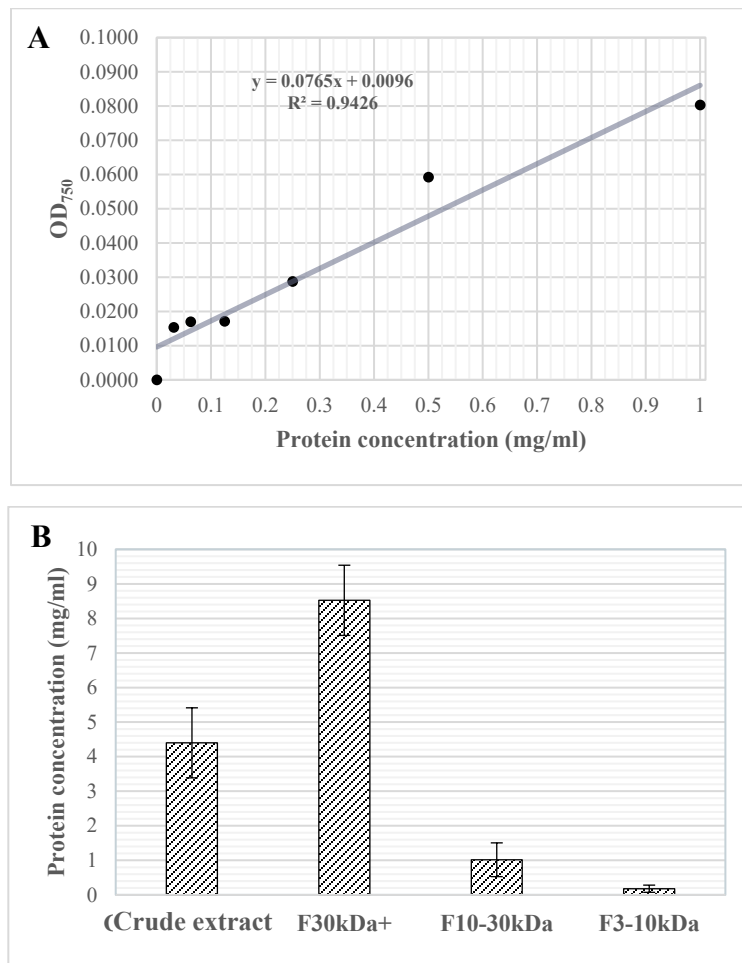 A
0.1000
0.0900
0.0800
0.0700
0.0600
0.0500
0.0400
0.0300
0.0200
0.0100
0.0000
y = 0.0765x + 0.0096
R² = 0.9426
OD750
0 0.1 0.2 0.3 0.4 0.5 0.6 0.7 0.8 0.9 1
Protein concentration (mg/ml)
B
10
9
8
7
6
5
4
3
2
1
0
Protein concentration (mg/ml)
(Crude extract F30kDa+ F10-30kDa F3-10kDa